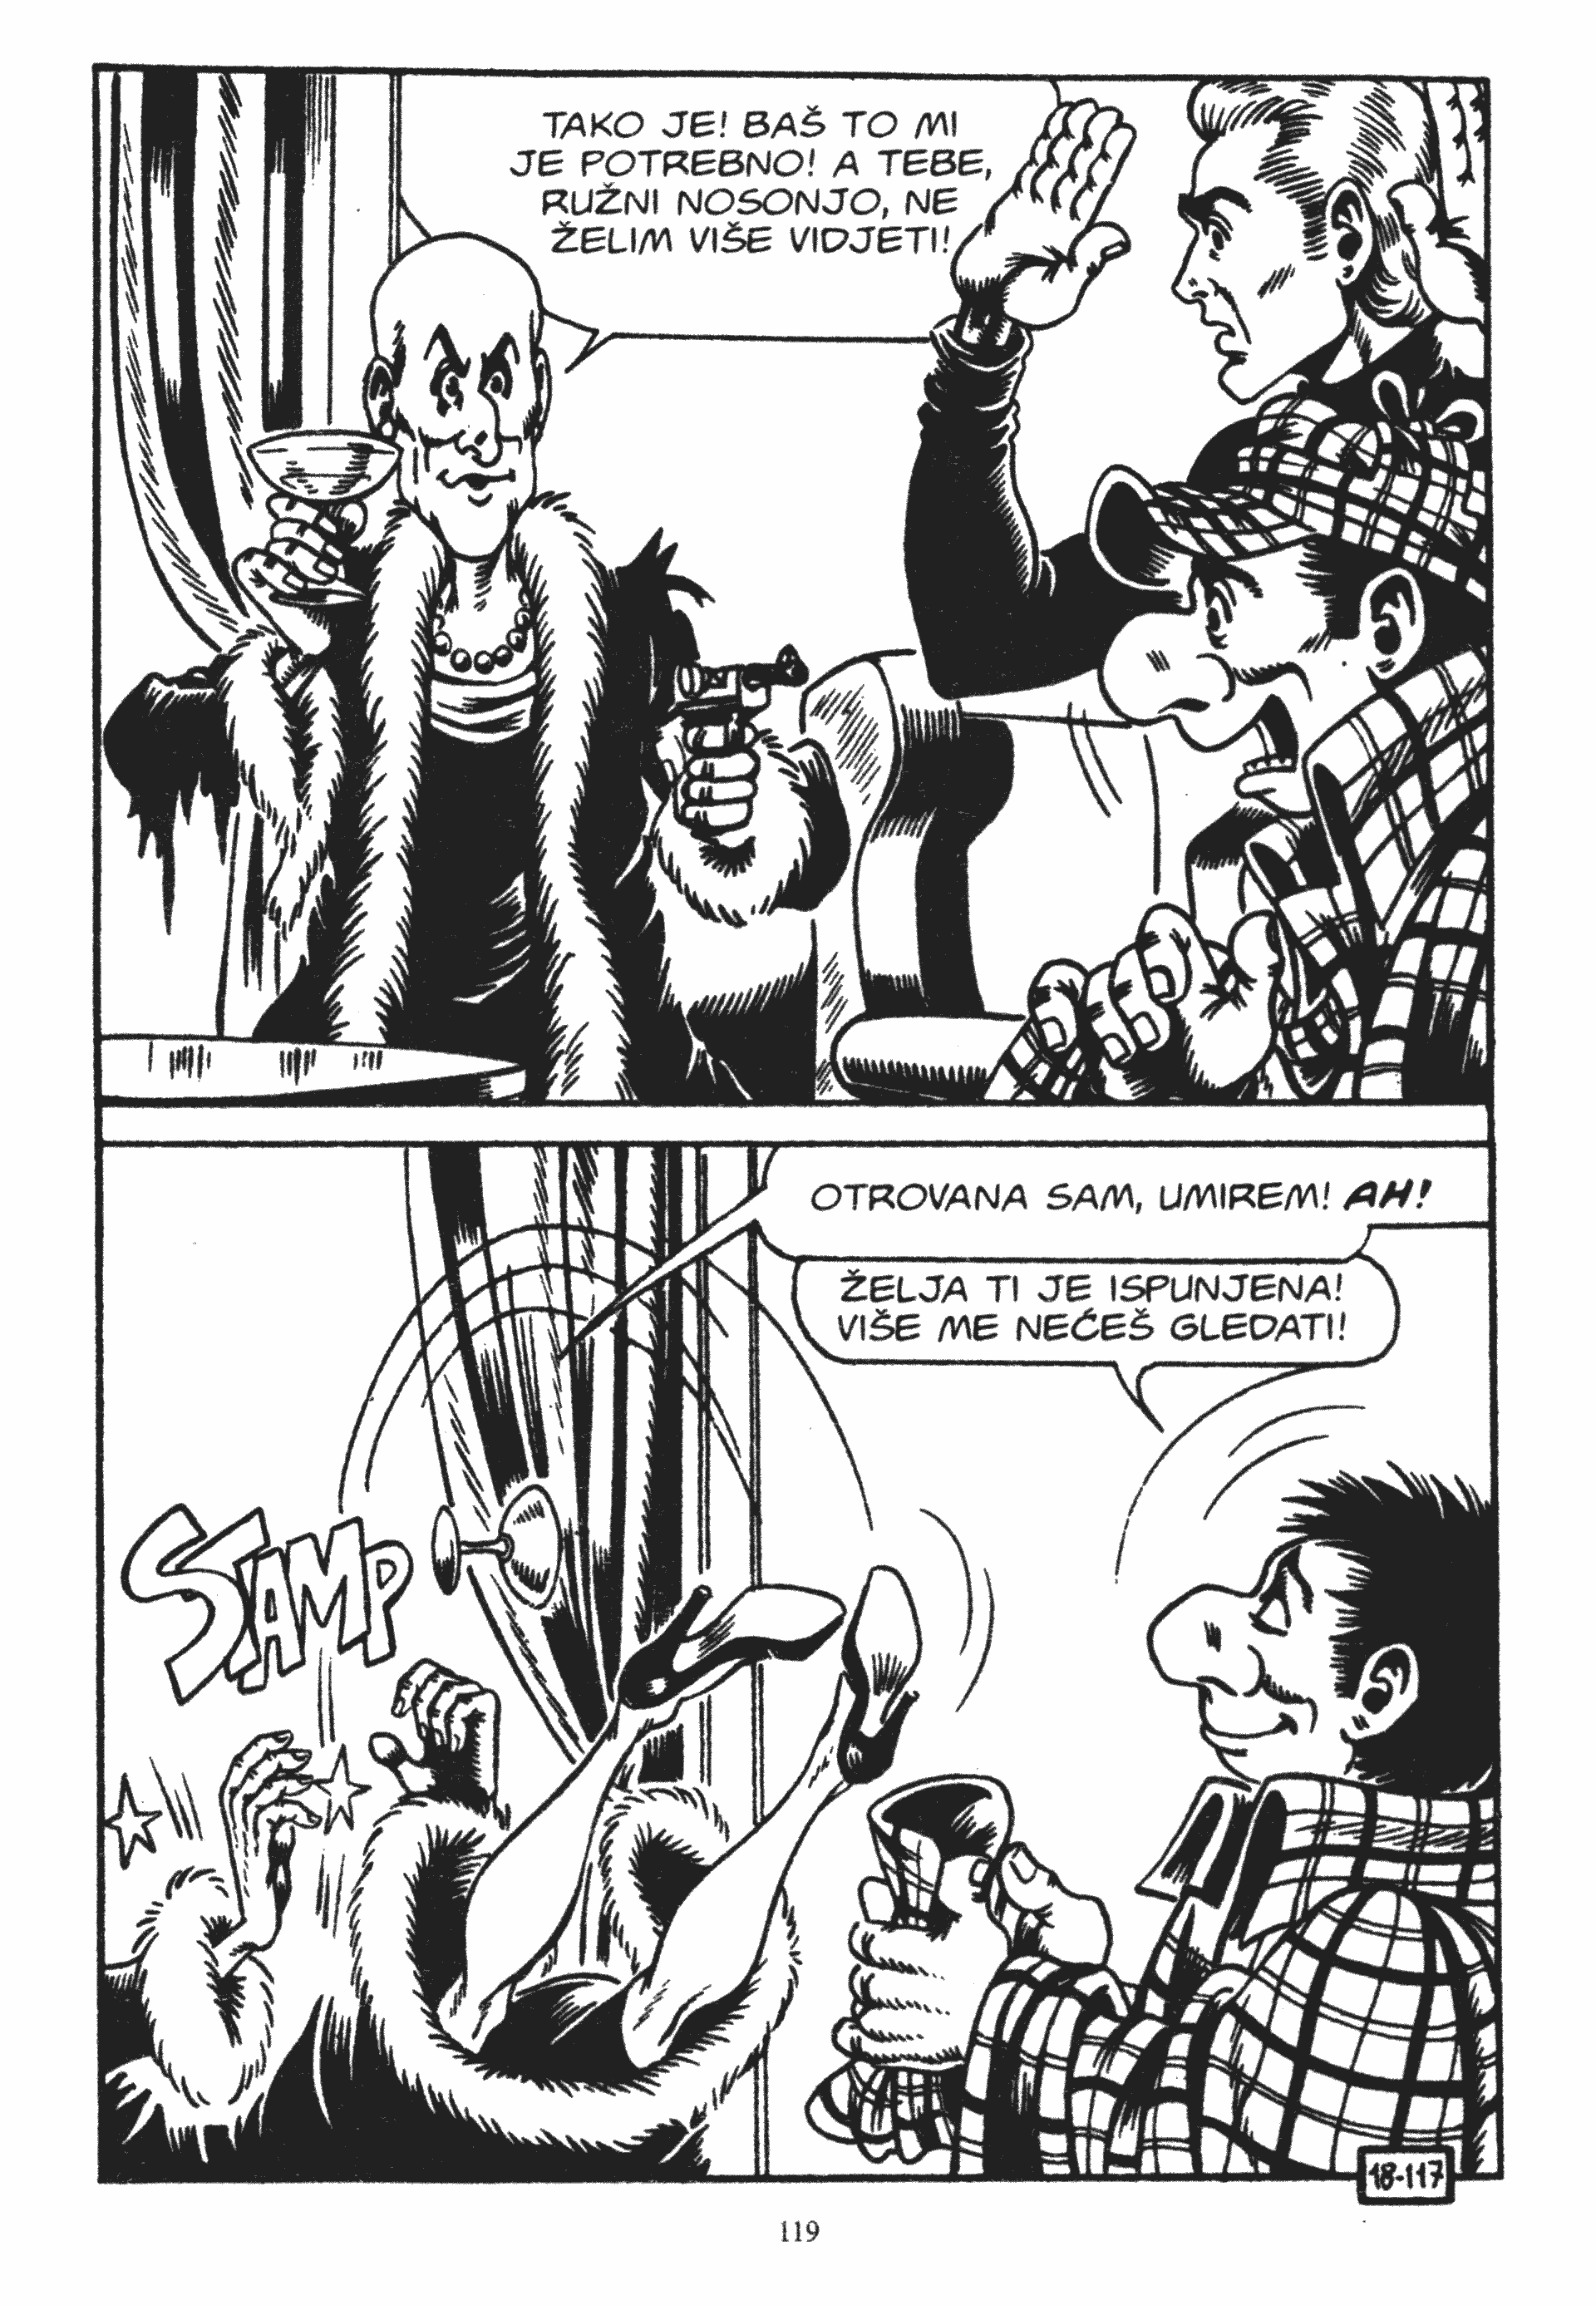 TAKO JE! BAŠ TO MI
JE POTREBNO! A TEBE,
RUŽNI NOSONJO, NE
ŽELIM VIŠE VIDJETI!
OTROVANA SAM, UMIREM! AH!
ŽELJA TI JE ISPUNJENA!
VIŠE ME NEĆEŠ GLEDATI!
STAMP
18-117
119